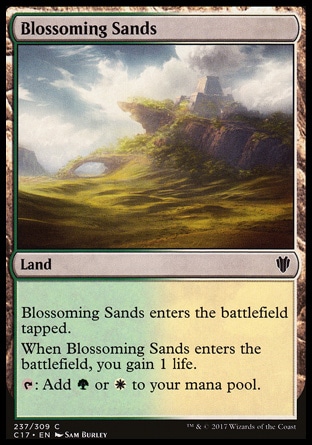 Blossoming Sands
Land
Blossoming Sands enters the battlefield
tapped.
When Blossoming Sands enters the
battlefield, you gain 1 life.
: Add or to your mana pool.
237/309 C
C17 • EN SAM BURLEY
™ & © 2017 Wizards of the Coast